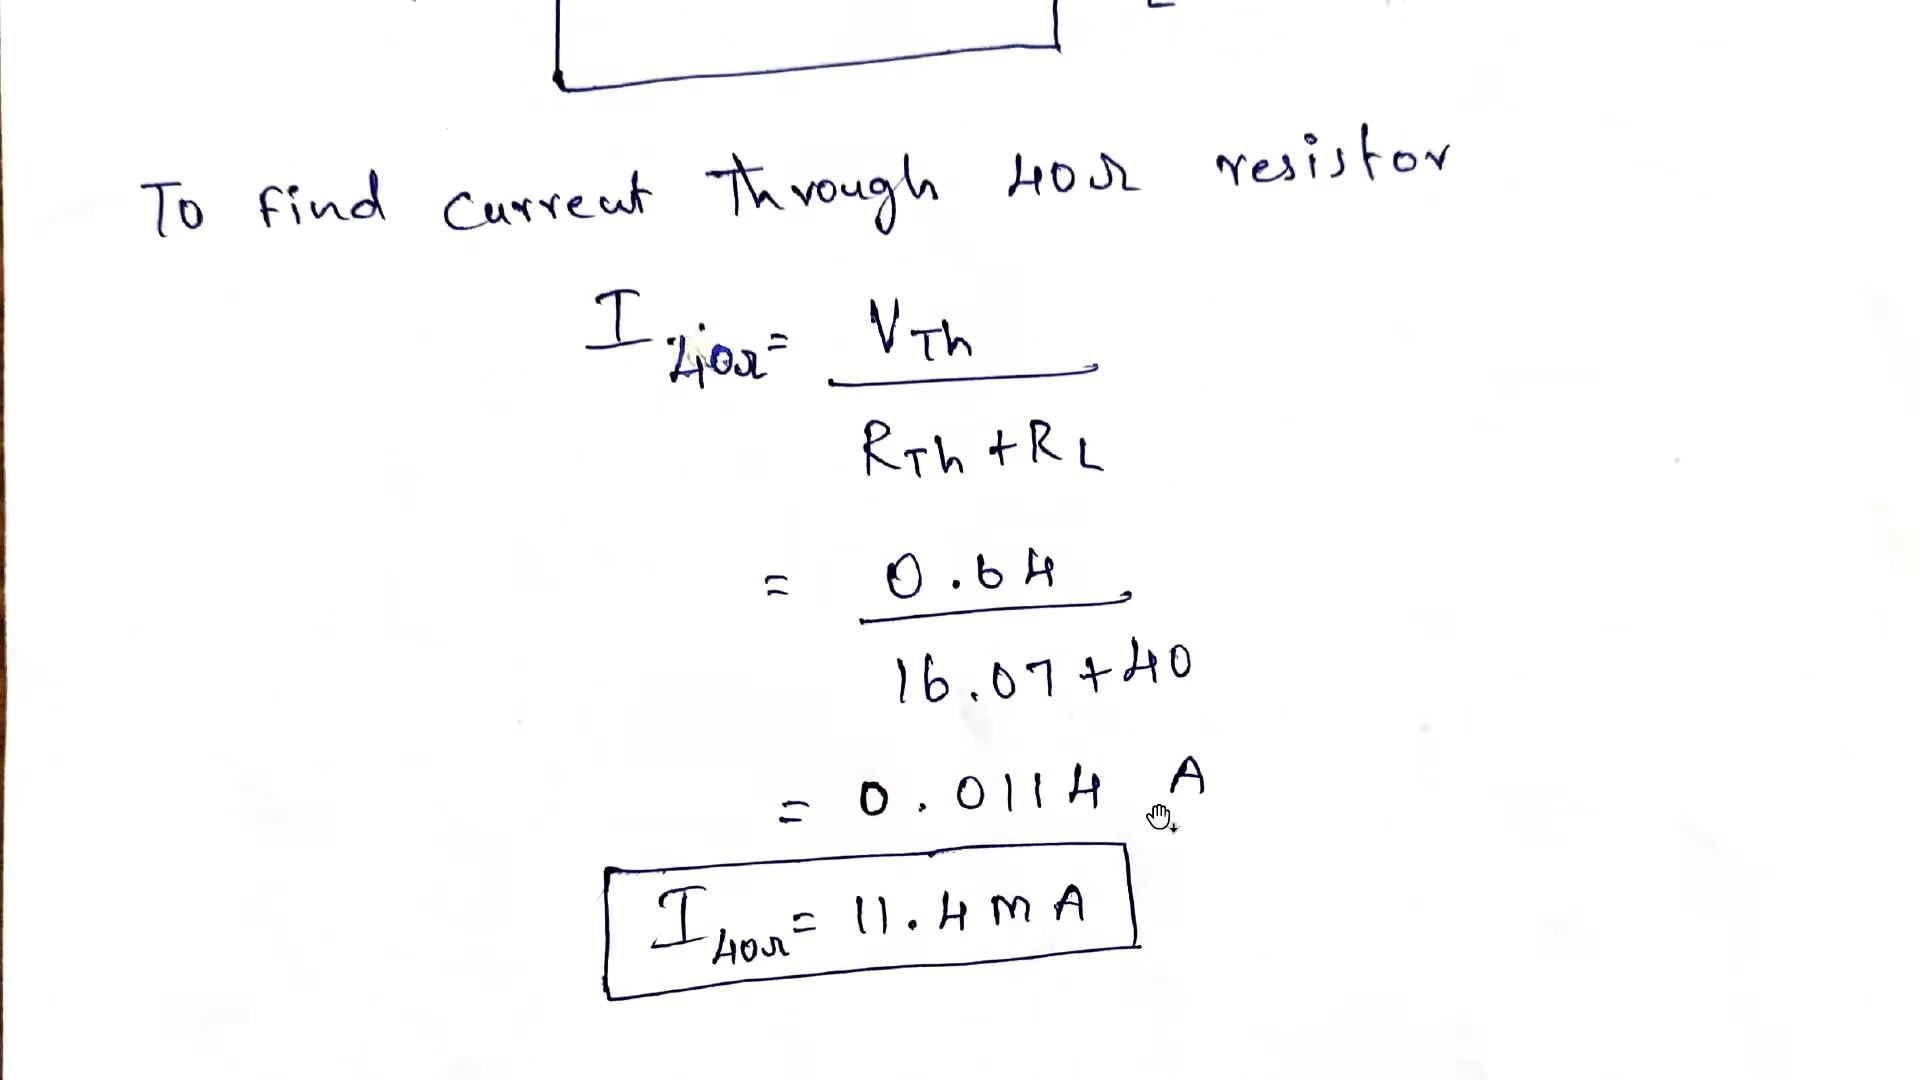 To find current through 40Ω resistor
I40Ω = VTh
RTh + RL
= 0.64
16.07 + 40
= 0.0114 A
I40Ω = 11.4 mA